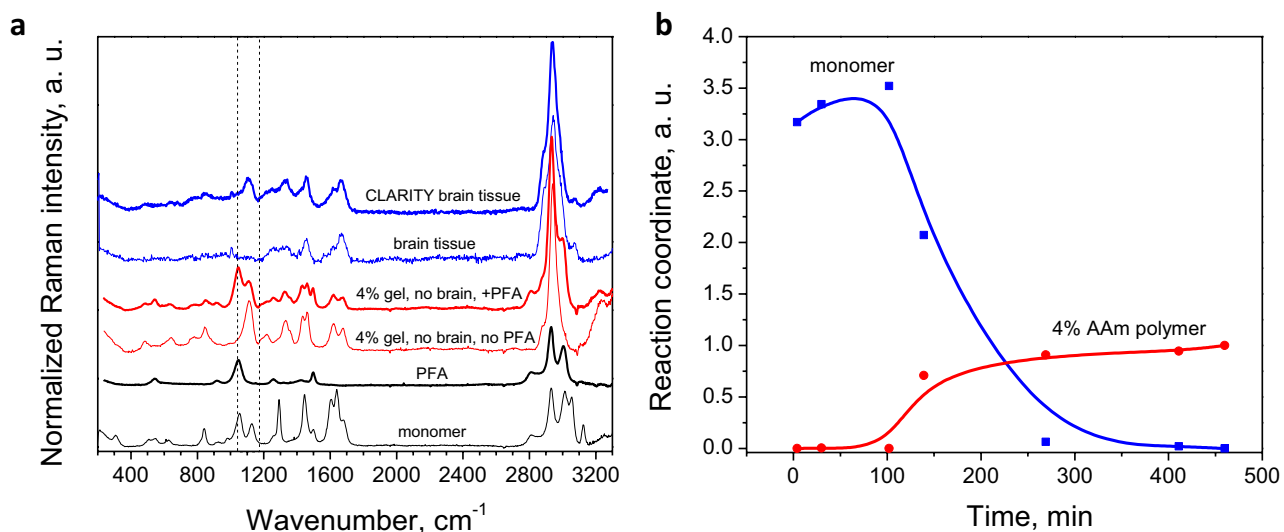 a
Normalized Raman intensity, a. u.
CLARITY brain tissue
brain tissue
4% gel, no brain, +PFA
4% gel, no brain, no PFA
PFA
monomer
400 800 1200 1600 2000 2400 2800 3200
Wavenumber, cm⁻¹
b
Reaction coordinate, a. u.
4.0
3.5
3.0
2.5
2.0
1.5
1.0
0.5
0.0
monomer
4% AAm polymer
0 100 200 300 400 500
Time, min